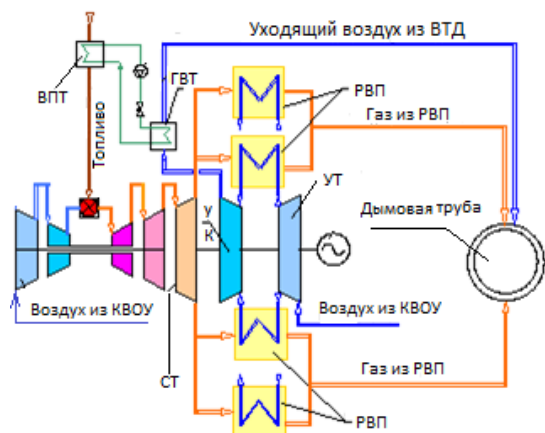 Уходящий воздух из ВТД
ВПТ
ГВТ
Топливо
РВП
Газ из РВП
УТ
У
К
Дымовая труба
Воздух из КВОУ
Воздух из КВОУ
СТ
Газ из РВП
РВП